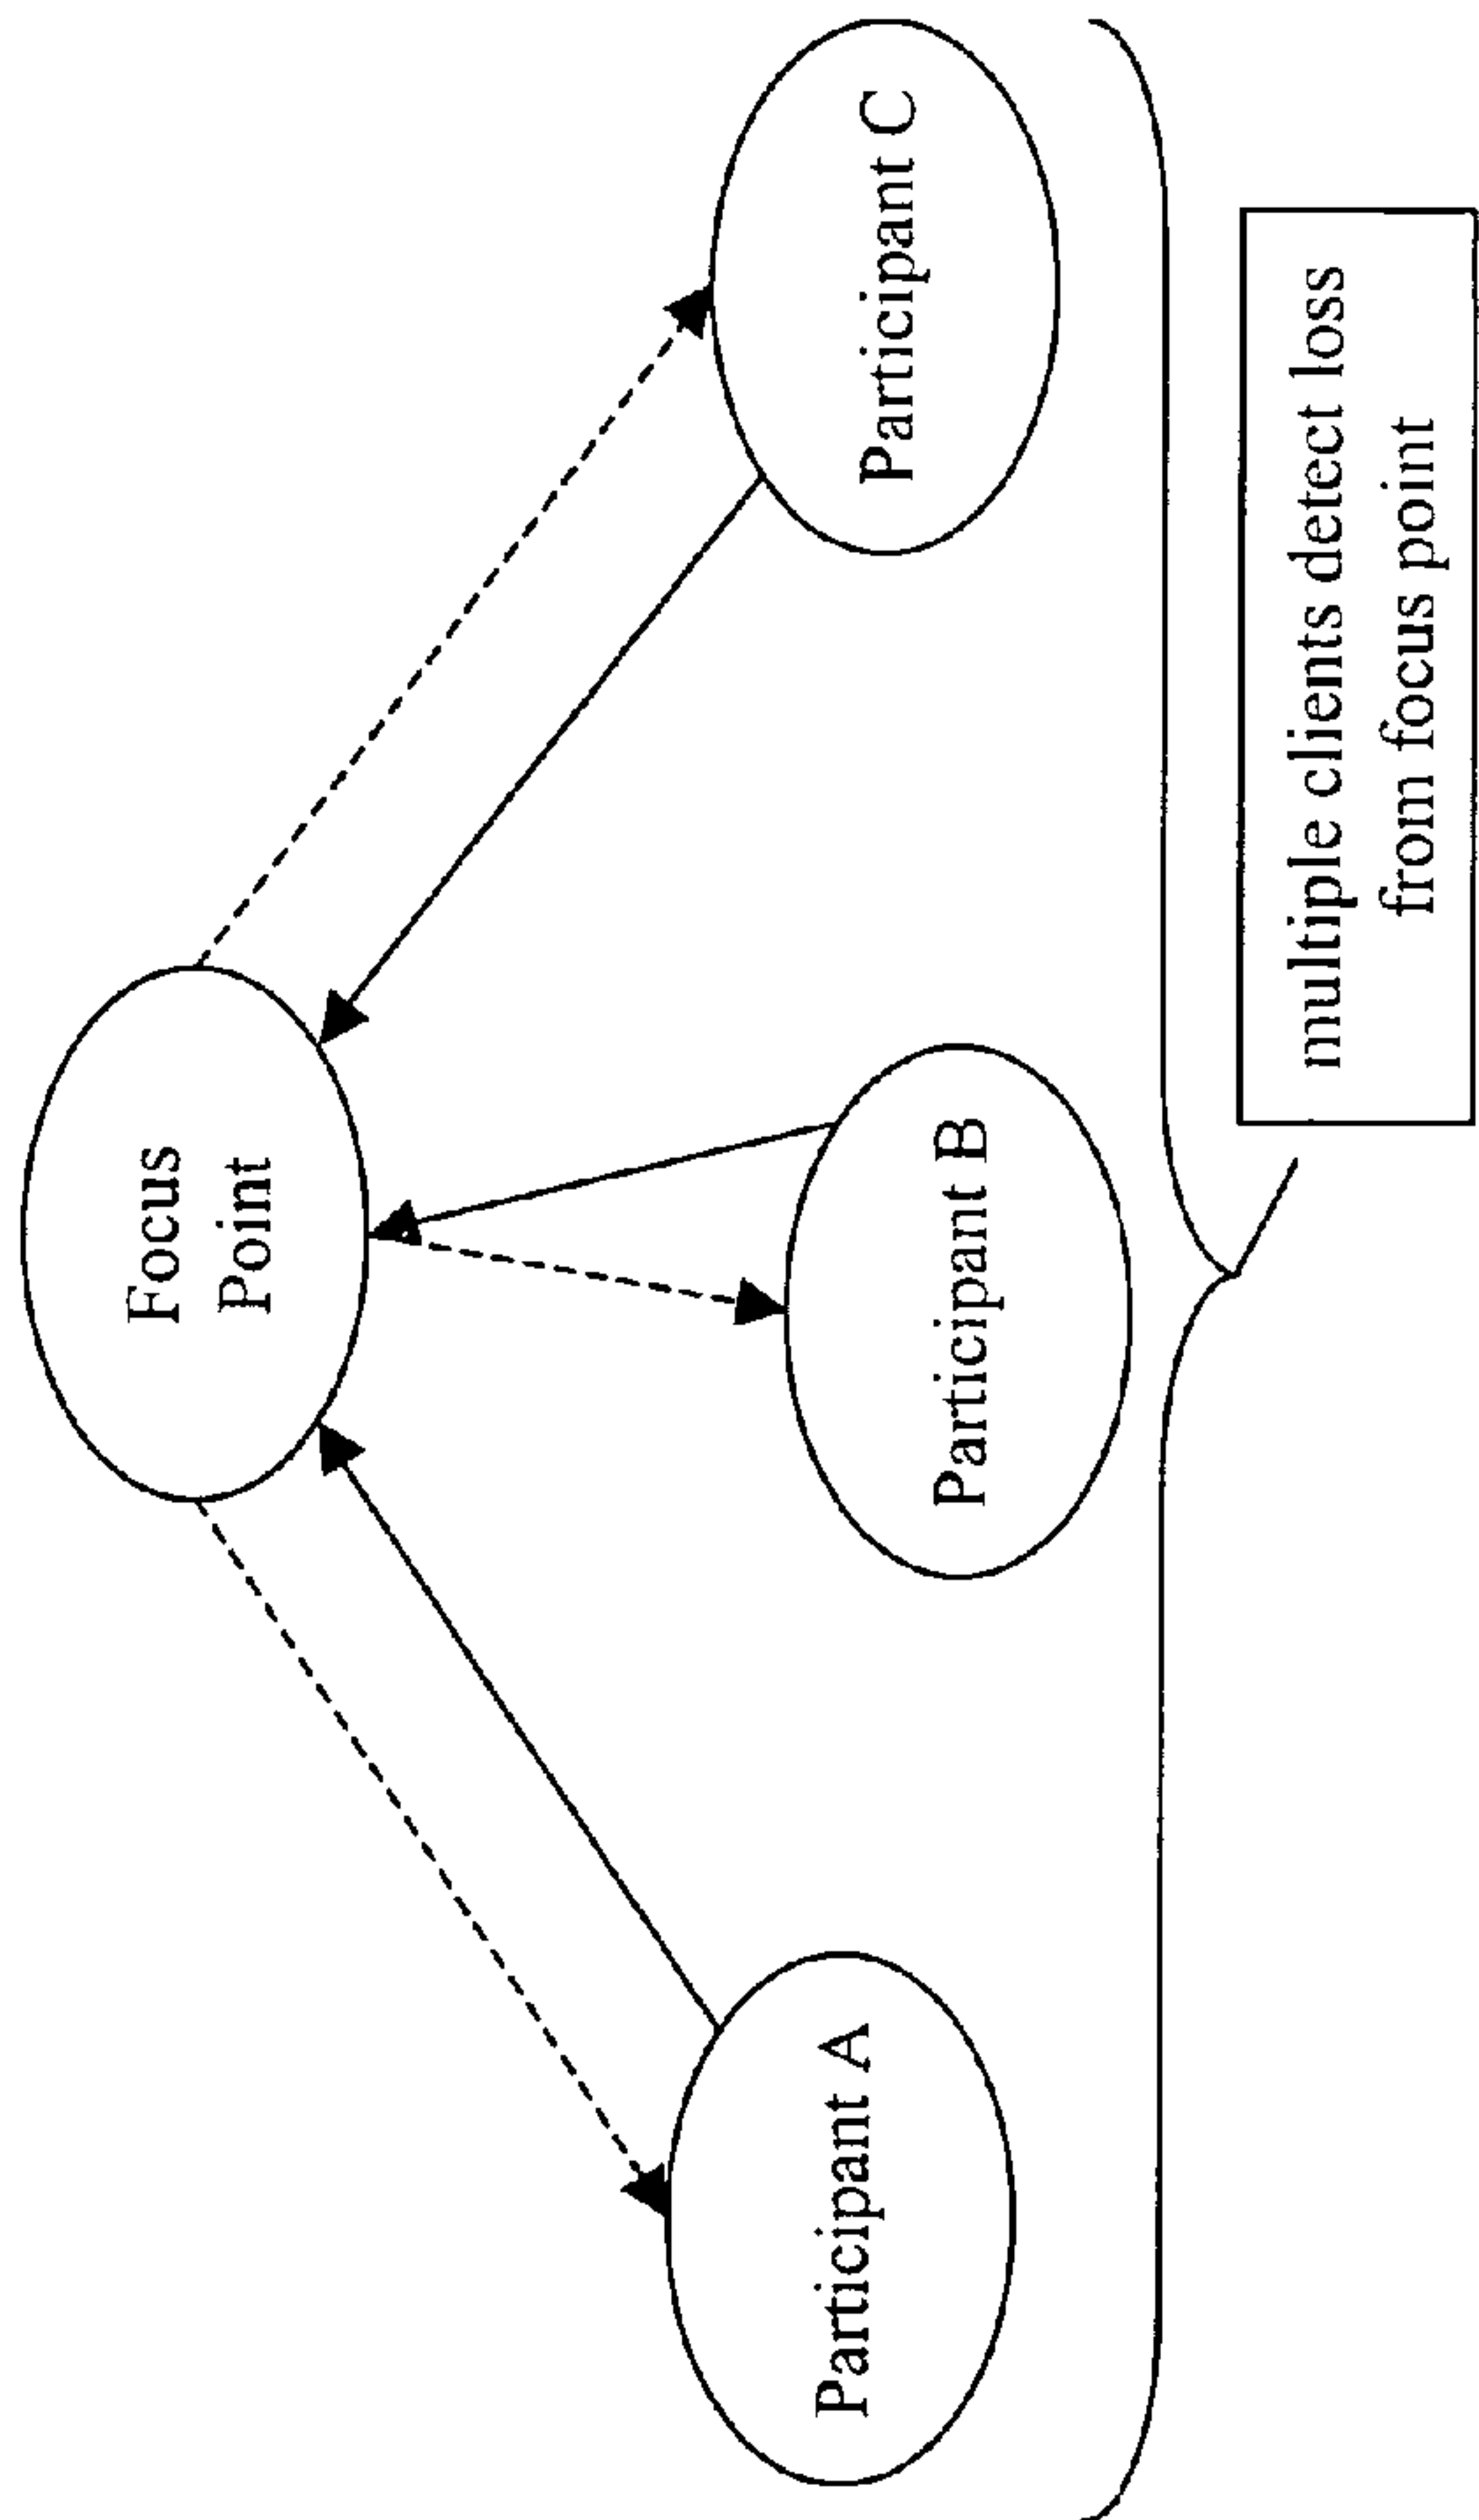 Focus
Point
Participant A
Participant B
Participant C
multiple clients detect loss
from focus point